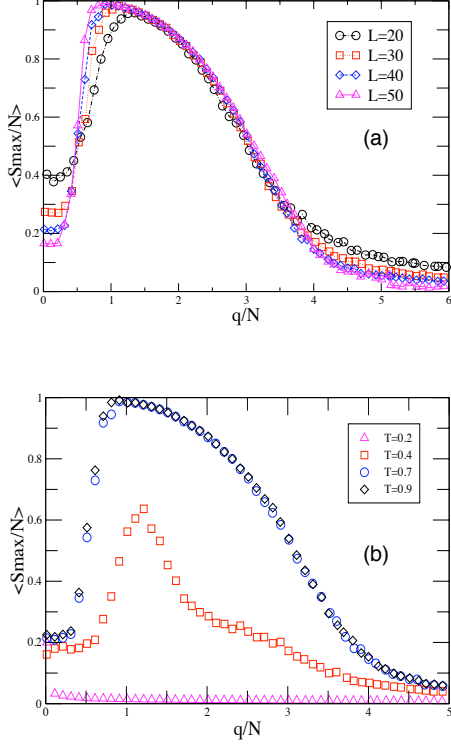 1
0.8
0.6
0.4
0.2
0
<Smax/N>
L=20
L=30
L=40
L=50
(a)
0 1 2 3 4 5 6
q/N
1
0.8
0.6
0.4
0.2
0
<Smax/N>
T=0.2
T=0.4
T=0.7
T=0.9
(b)
0 1 2 3 4 5
q/N